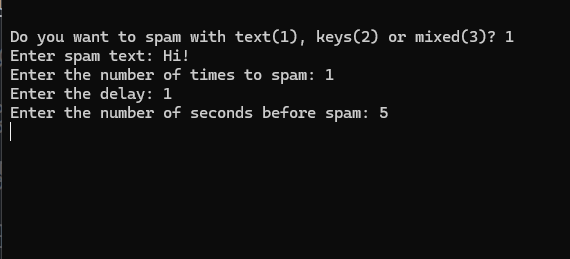 Do you want to spam with text(1), keys(2) or mixed(3)? 1
Enter spam text: Hi!
Enter the number of times to spam: 1
Enter the delay: 1
Enter the number of seconds before spam: 5